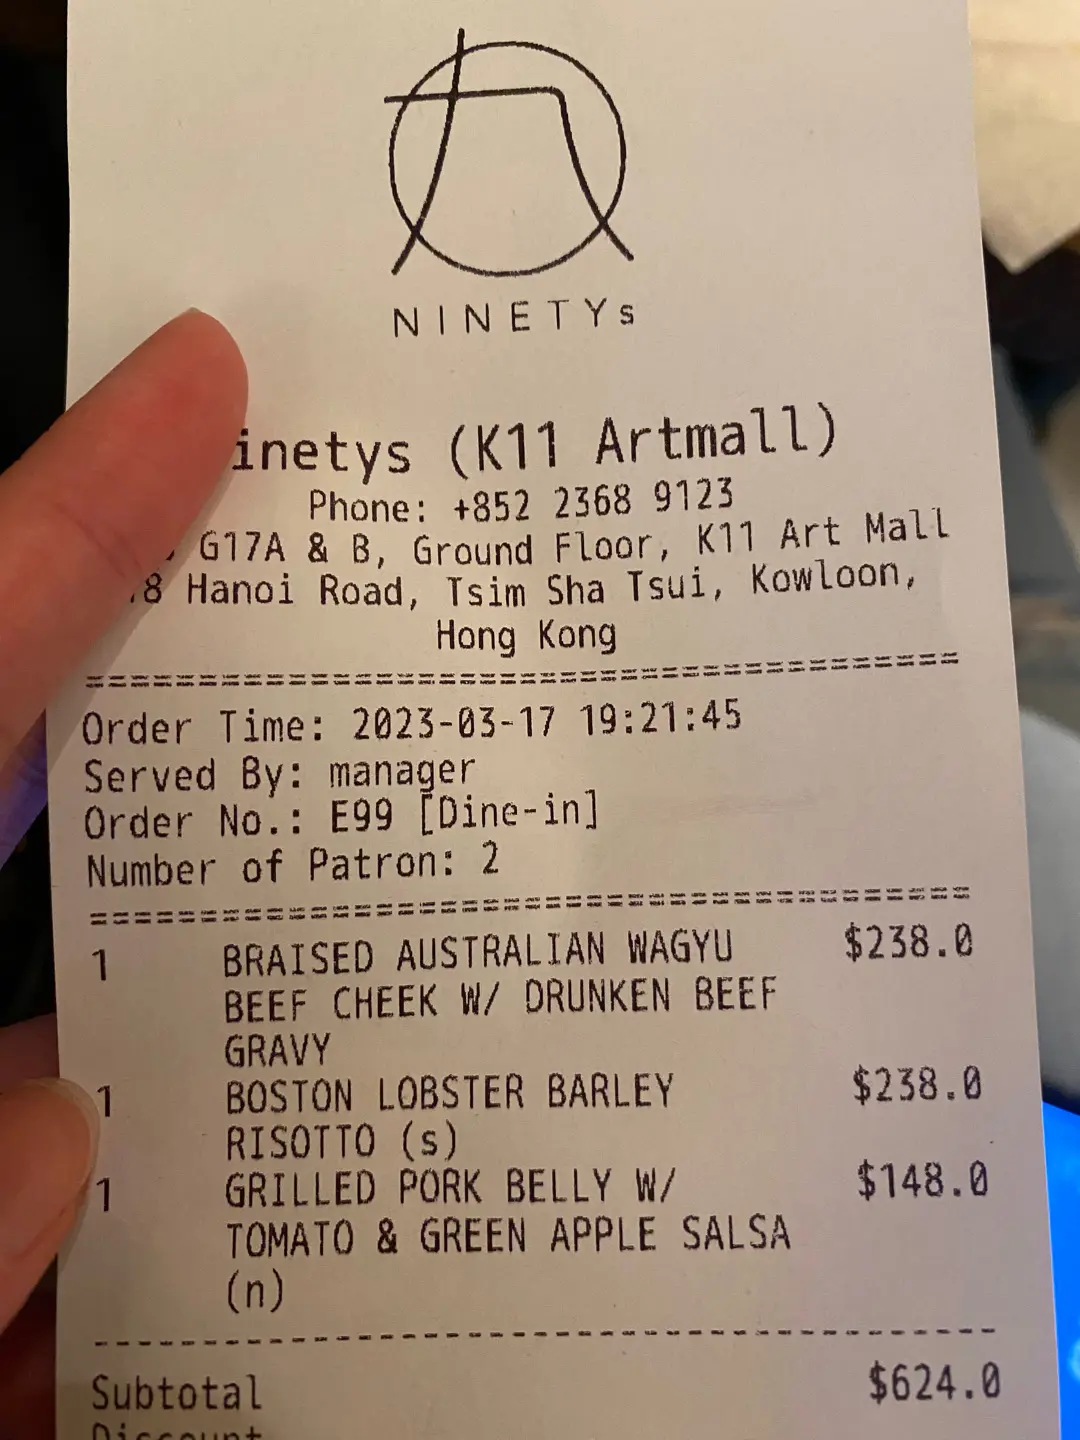 NINETYs
inetys (K11 Artmall)
Phone: +852 2368 9123
G17A & B, Ground Floor, K11 Art Mall
8 Hanoi Road, Tsim Sha Tsui, Kowloon,
Hong Kong
Order Time: 2023-03-17 19:21:45
Served By: manager
Order No.: E99 [Dine-in]
Number of Patron: 2
1 BRAISED AUSTRALIAN WAGYU $238.0
BEEF CHEEK W/ DRUNKEN BEEF
GRAVY
1 BOSTON LOBSTER BARLEY $238.0
RISOTTO (s)
1 GRILLED PORK BELLY W/ $148.0
TOMATO & GREEN APPLE SALSA
(n)
Subtotal $624.0
Discount